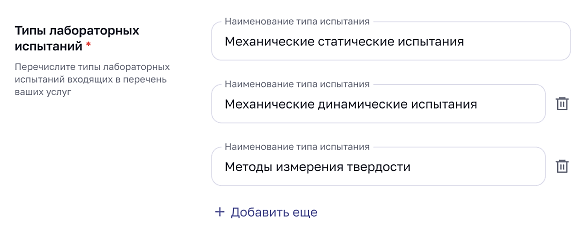 Типы лабораторных
испытаний *
Перечислите типы лабораторных
испытаний входящих в перечень
ваших услуг
Наименование типа испытания
Механические статические испытания
Наименование типа испытания
Механические динамические испытания
Наименование типа испытания
Методы измерения твердости
+ Добавить еще